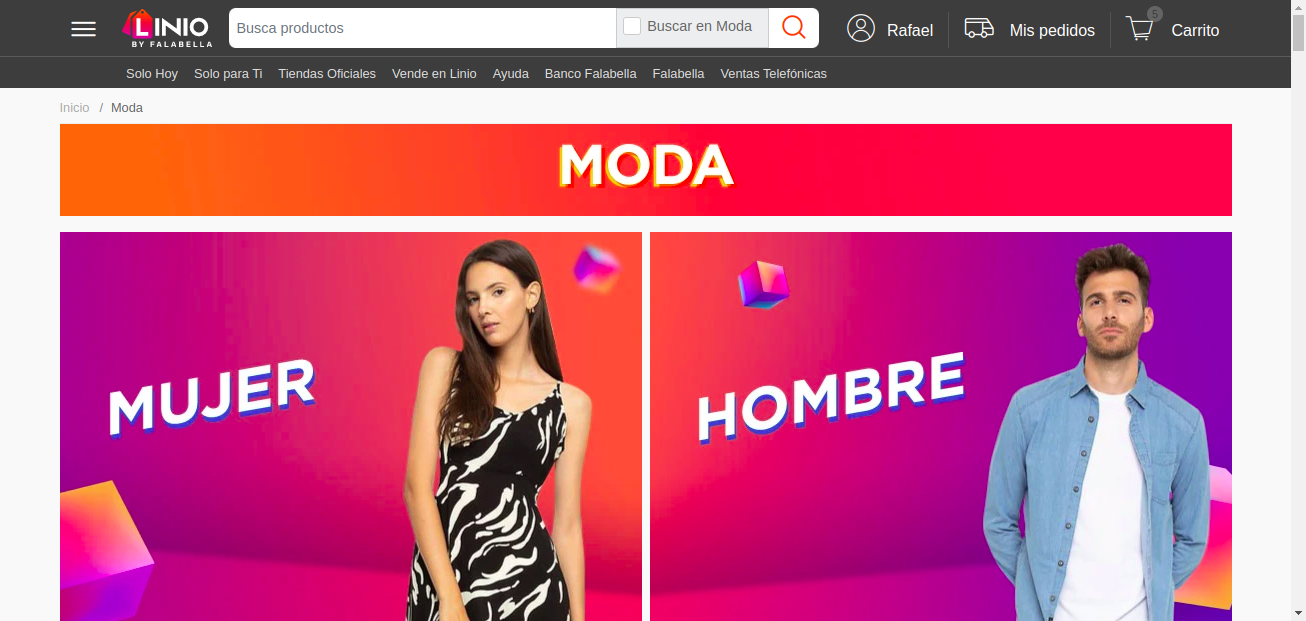 LINIO
BY FALABELLA
Busca productos
Buscar en Moda
Rafael
Mis pedidos
5
Carrito
Solo Hoy
Solo para Ti
Tiendas Oficiales
Vende en Linio
Ayuda
Banco Falabella
Falabella
Ventas Telefónicas
Inicio / Moda
MODA
MUJER
HOMBRE